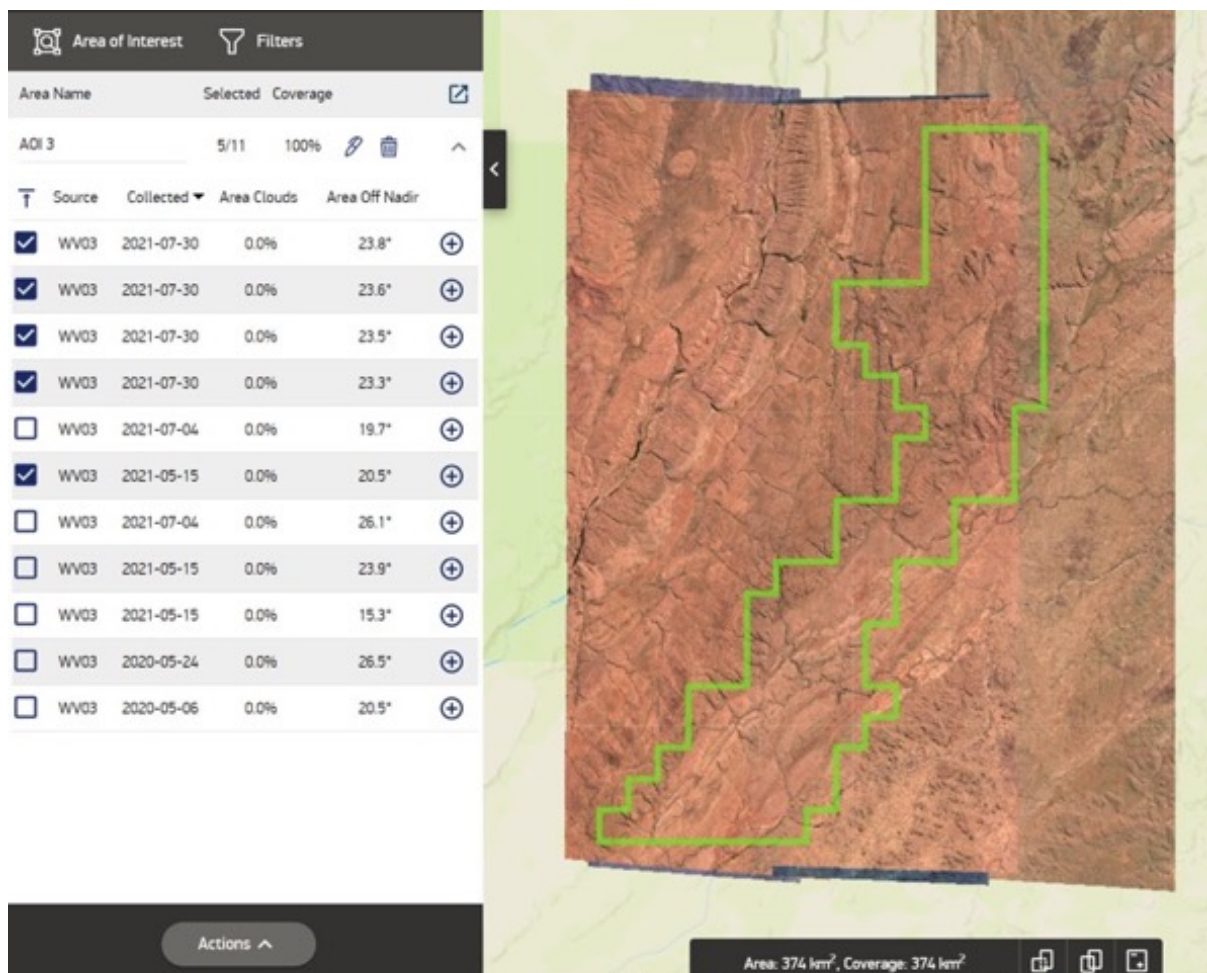 Area of Interest Filters
Area Name Selected Coverage
AOI 3 5/11 100%
Source Collected Area Clouds Area Off Nadir
WV03 2021-07-30 0.0% 23.8°
WV03 2021-07-30 0.0% 23.6°
WV03 2021-07-30 0.0% 23.5°
WV03 2021-07-30 0.0% 23.3°
WV03 2021-07-04 0.0% 19.7°
WV03 2021-05-15 0.0% 20.5°
WV03 2021-07-04 0.0% 26.1°
WV03 2021-05-15 0.0% 23.9°
WV03 2021-05-15 0.0% 15.3°
WV03 2020-05-24 0.0% 26.5°
WV03 2020-05-06 0.0% 20.5°
Actions
Area: 374 km², Coverage: 374 km²